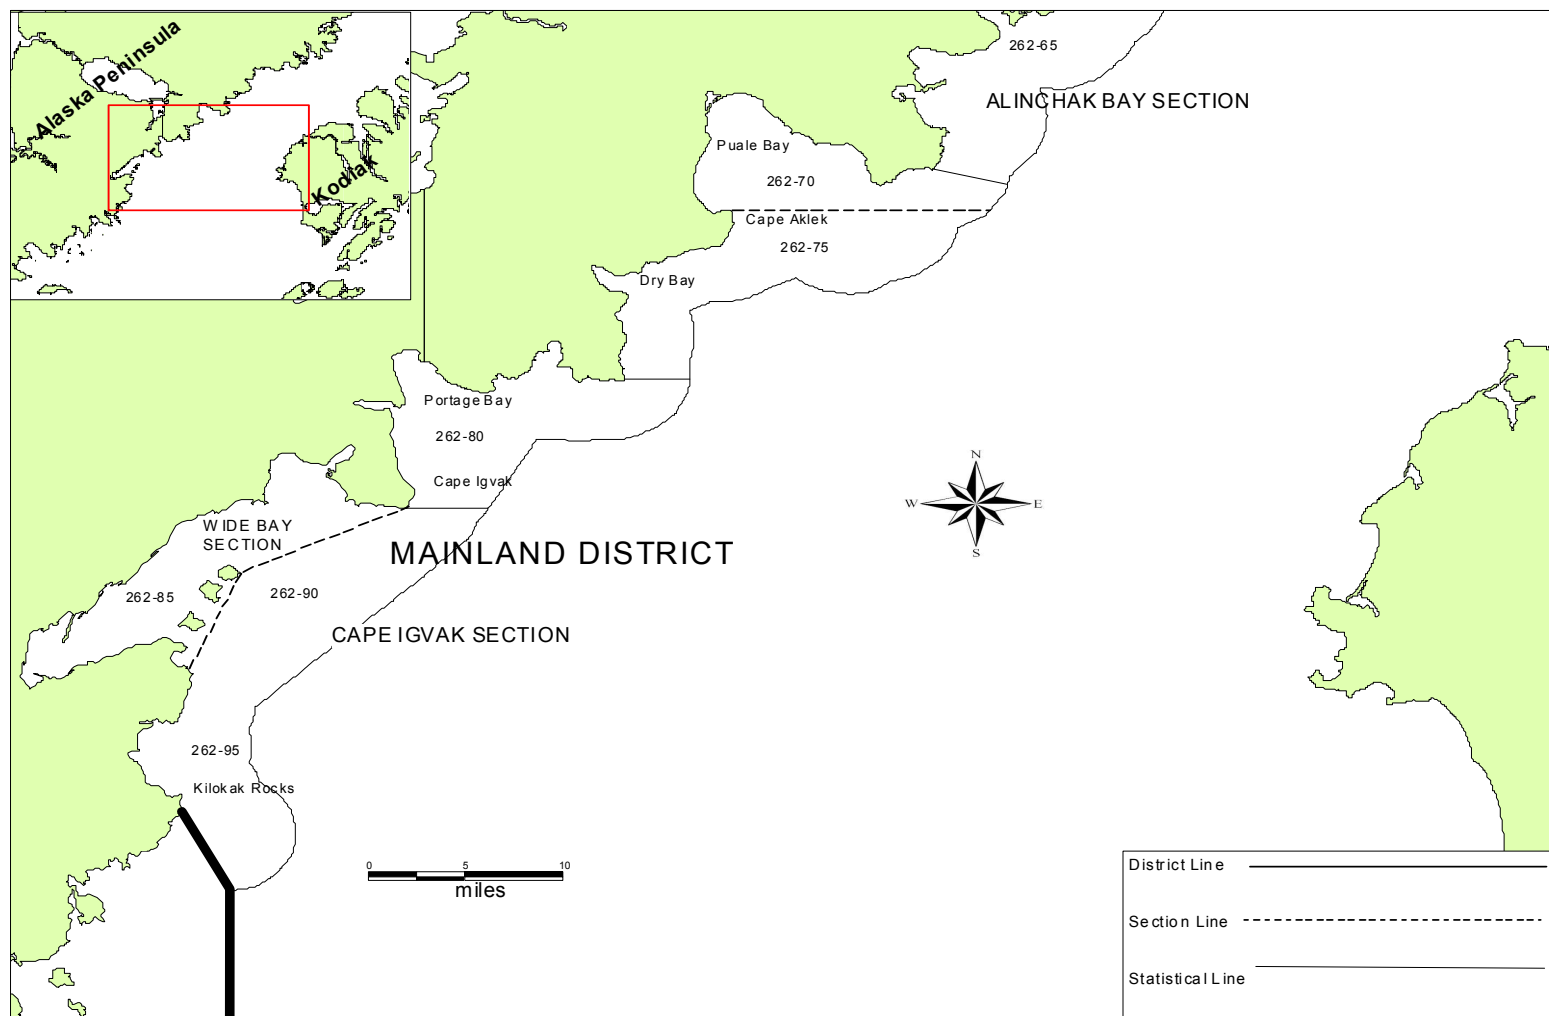 Alaska Peninsula
Kodiak
262-65
ALINCHAK BAY SECTION
Puale Bay
262-70
Cape Aklek
262-75
Dry Bay
Portage Bay
262-80
Cape Igvak
WIDE BAY
SECTION
MAINLAND DISTRICT
262-85
262-90
CAPE IGVAK SECTION
262-95
Kilokak Rocks
N
W
E
S
0 5 10
miles
District Line
Section Line
Statistical Line